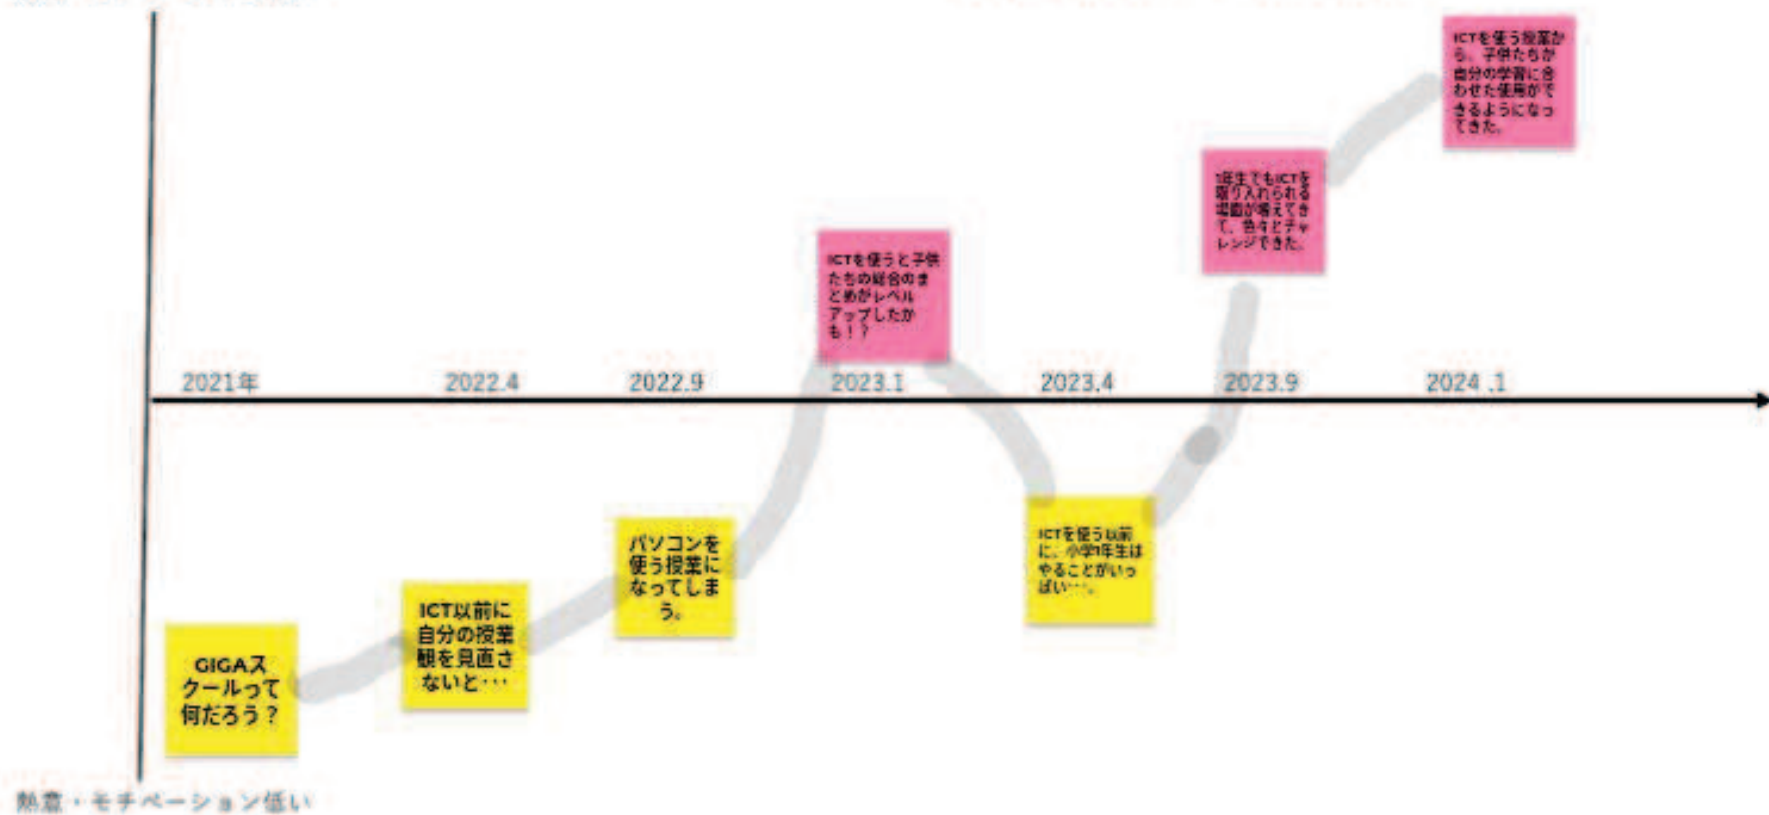 ICTを使う授業か
ら、子供たちが
自分の学習に合
わせた使用がで
きるようになっ
てきた。
1年生でもICTを
取り入れられる
場面が増えてき
て、色々とチャ
レンジできた。
ICTを使うと子供
たちの総合のま
とめがレベル
アップしたか
も！？
2021年
2022.4
2022.9
2023.1
2023.4
2023.9
2024 .1
ICTを使う以前
に、小学1年生は
やることがいっ
ぱい…。
パソコンを
使う授業に
なってしま
う。
ICT以前に
自分の授業
観を見直さ
ないと…
GIGAス
クールって
何だろう？
熱意・モチベーション低い